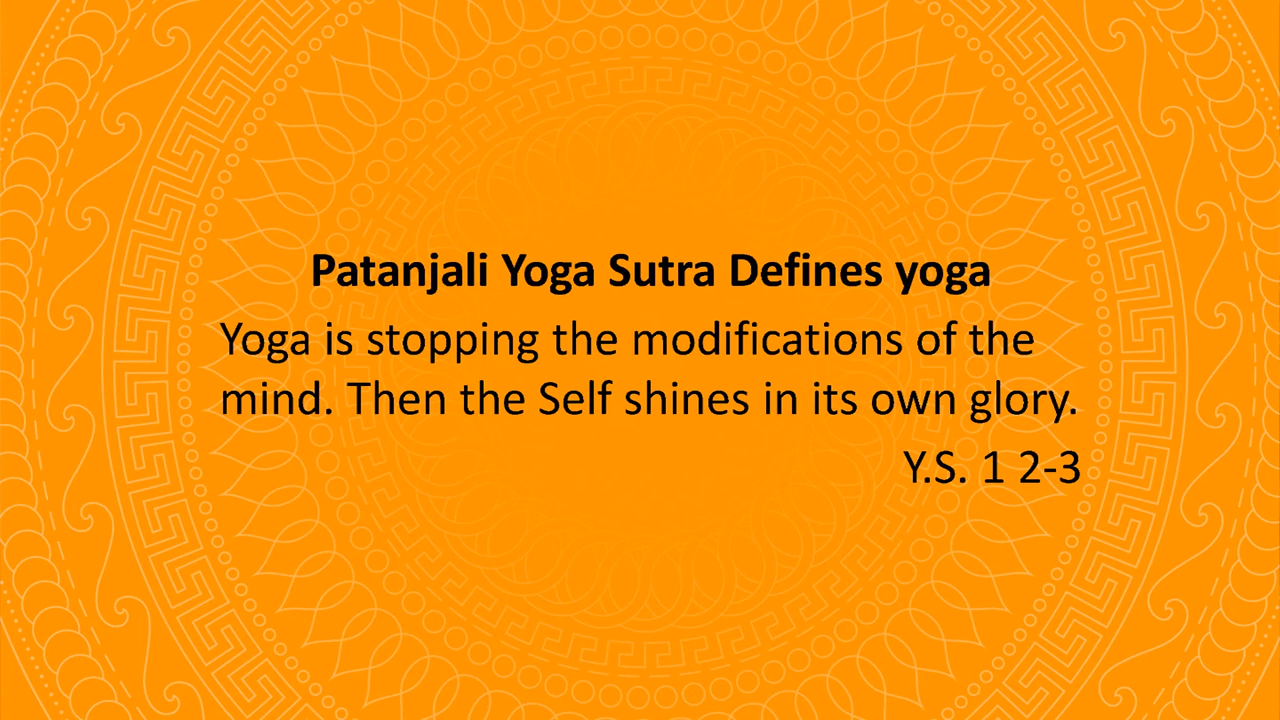 Patanjali Yoga Sutra Defines yoga
Yoga is stopping the modifications of the
mind. Then the Self shines in its own glory.
Y.S. 1 2-3